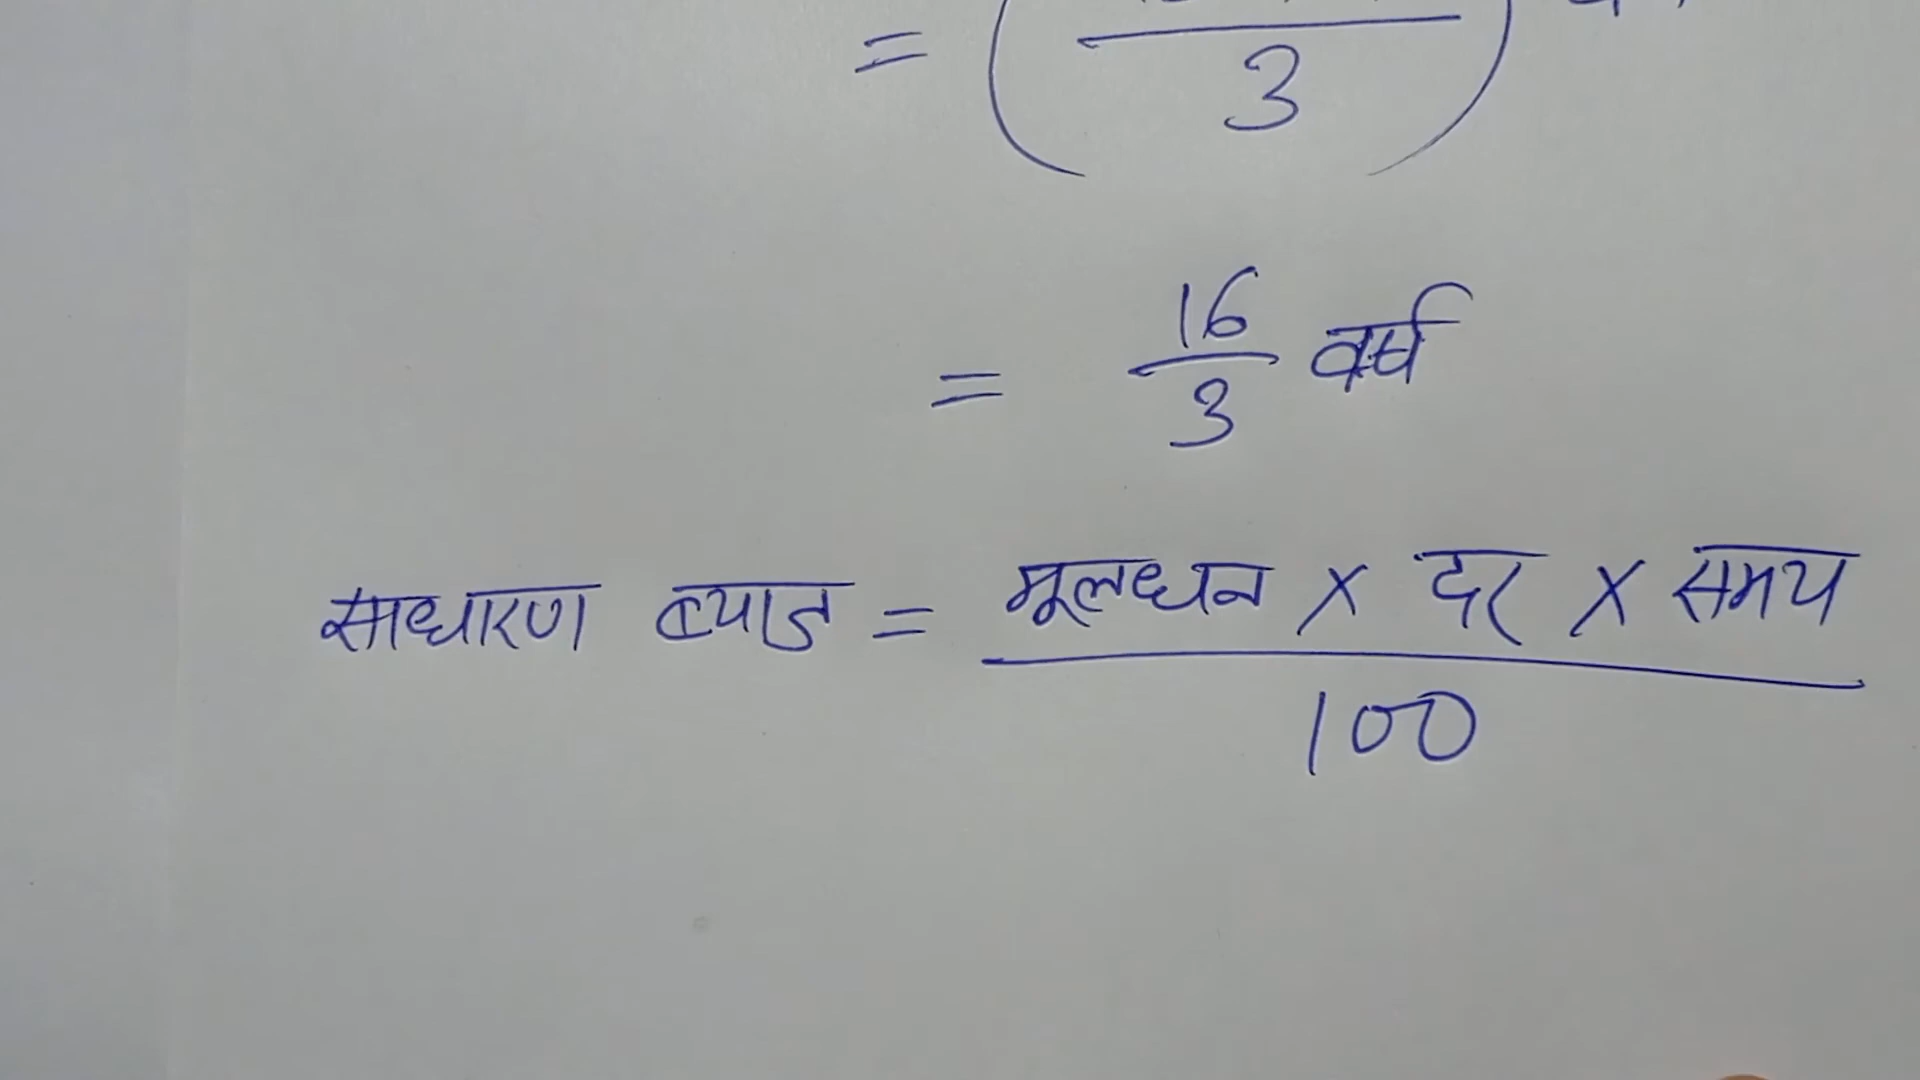 = ( / 3 )
= 16/3 वर्ष
साधारण ब्याज = मूलधन × दर × समय / 100